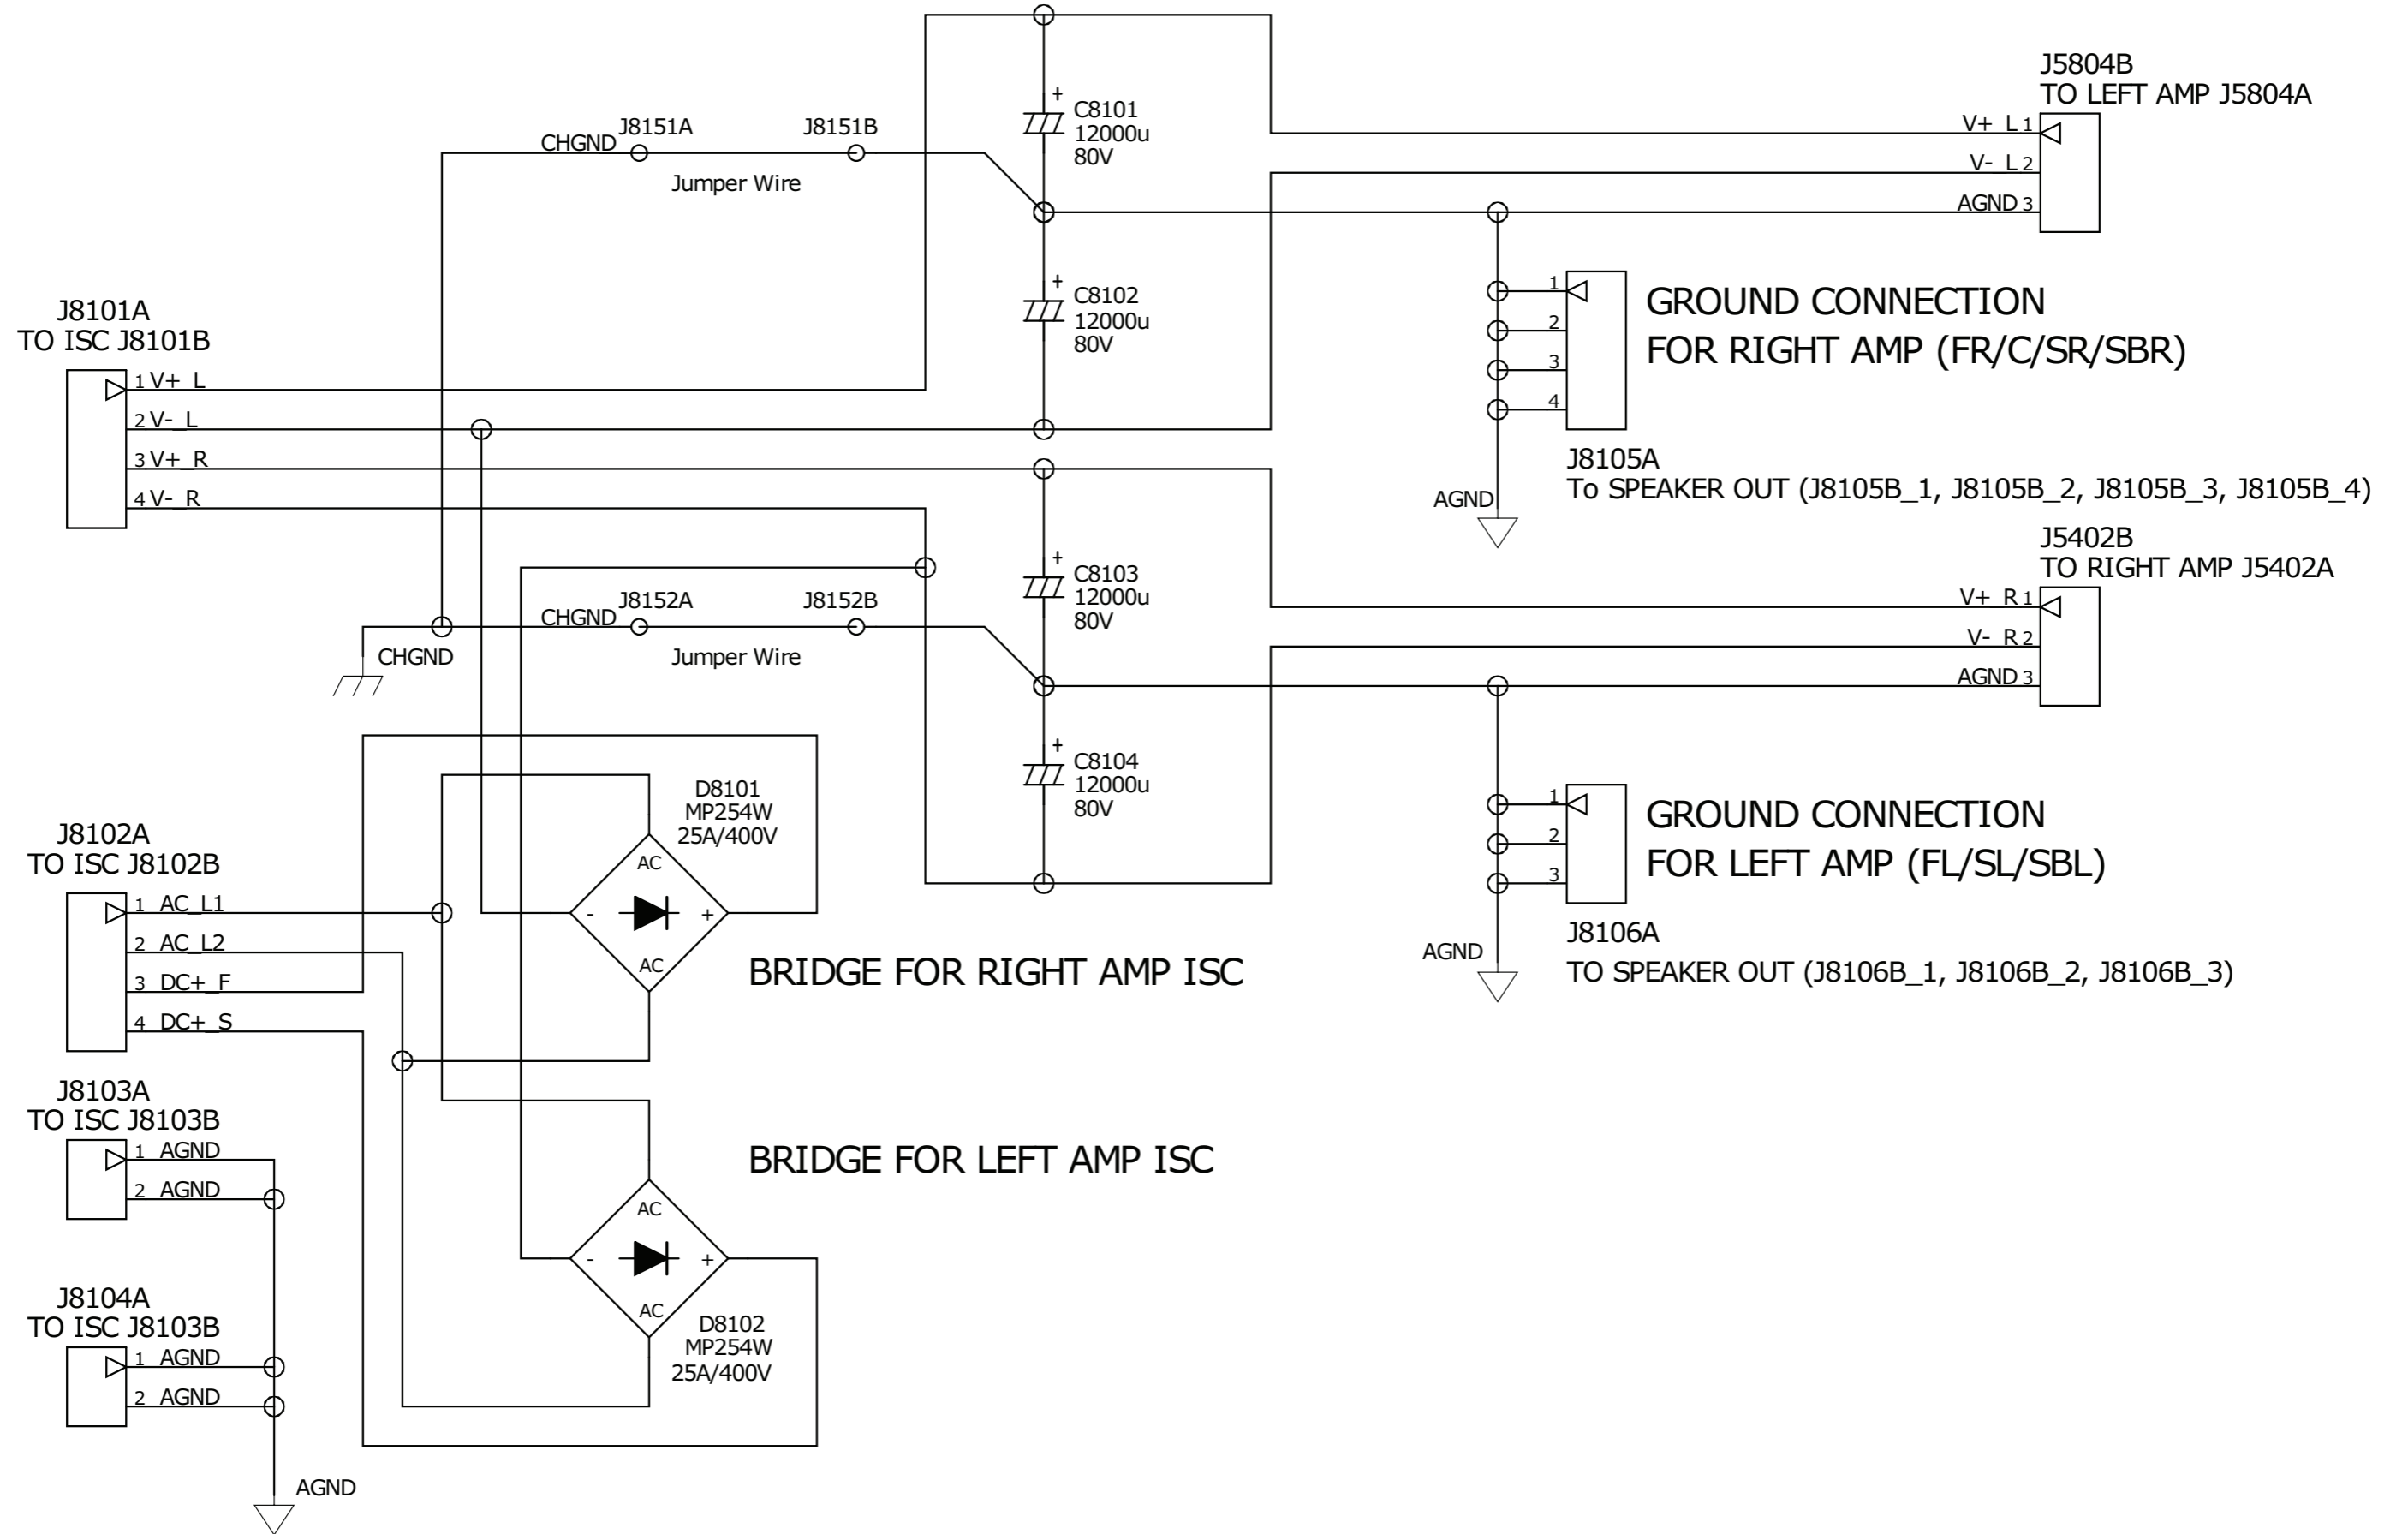 J5804B
TO LEFT AMP J5804A
V+_L 1
V-_L 2
AGND 3
+
C8101
12000u
80V
J8151A
J8151B
CHGND
Jumper Wire
+
C8102
12000u
80V
J8101A
TO ISC J8101B
1 V+_L
2 V-_L
3 V+_R
4 V-_R
1
2
3
4
GROUND CONNECTION
FOR RIGHT AMP (FR/C/SR/SBR)
J8105A
To SPEAKER OUT (J8105B_1, J8105B_2, J8105B_3, J8105B_4)
AGND
J5402B
TO RIGHT AMP J5402A
V+_R 1
V-_R 2
AGND 3
+
C8103
12000u
80V
J8152A
J8152B
CHGND
CHGND
Jumper Wire
+
C8104
12000u
80V
D8101
MP254W
25A/400V
AC
-
+
AC
BRIDGE FOR RIGHT AMP ISC
1
2
3
GROUND CONNECTION
FOR LEFT AMP (FL/SL/SBL)
J8106A
TO SPEAKER OUT (J8106B_1, J8106B_2, J8106B_3)
AGND
J8102A
TO ISC J8102B
1 AC_L1
2 AC_L2
3 DC+_F
4 DC+_S
J8103A
TO ISC J8103B
1 AGND
2 AGND
BRIDGE FOR LEFT AMP ISC
AC
-
+
AC
D8102
MP254W
25A/400V
J8104A
TO ISC J8103B
1 AGND
2 AGND
AGND